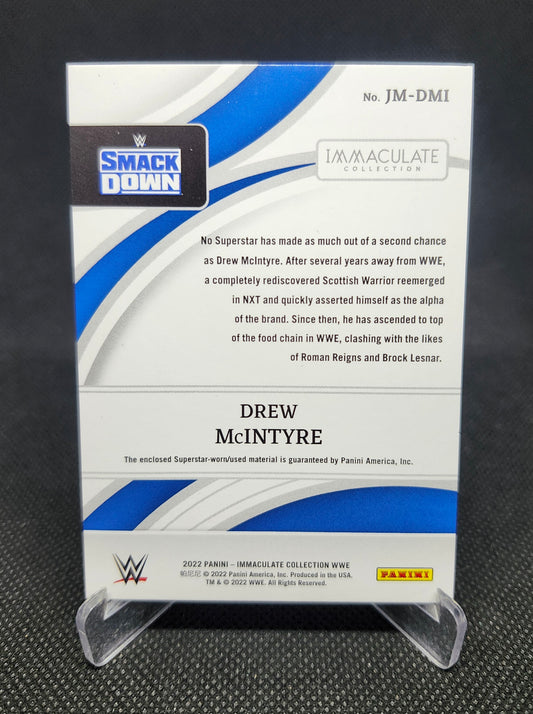 No. JM-DMI
W
SMACK
DOWN
IMMACULATE
COLLECTION
No Superstar has made as much out of a second chance
as Drew McIntyre. After several years away from WWE,
a completely rediscovered Scottish Warrior reemerged
in NXT and quickly asserted himself as the alpha
of the brand. Since then, he has ascended to top
of the food chain in WWE, clashing with the likes
of Roman Reigns and Brock Lesnar.
DREW
McINTYRE
The enclosed Superstar-worn/used material is guaranteed by Panini America, Inc.
W
2022 PANINI – IMMACULATE COLLECTION WWE
帕尼尼 © 2022 Panini America, Inc. Produced in the USA.
TM & © 2022 WWE. All Rights Reserved.
PANINI